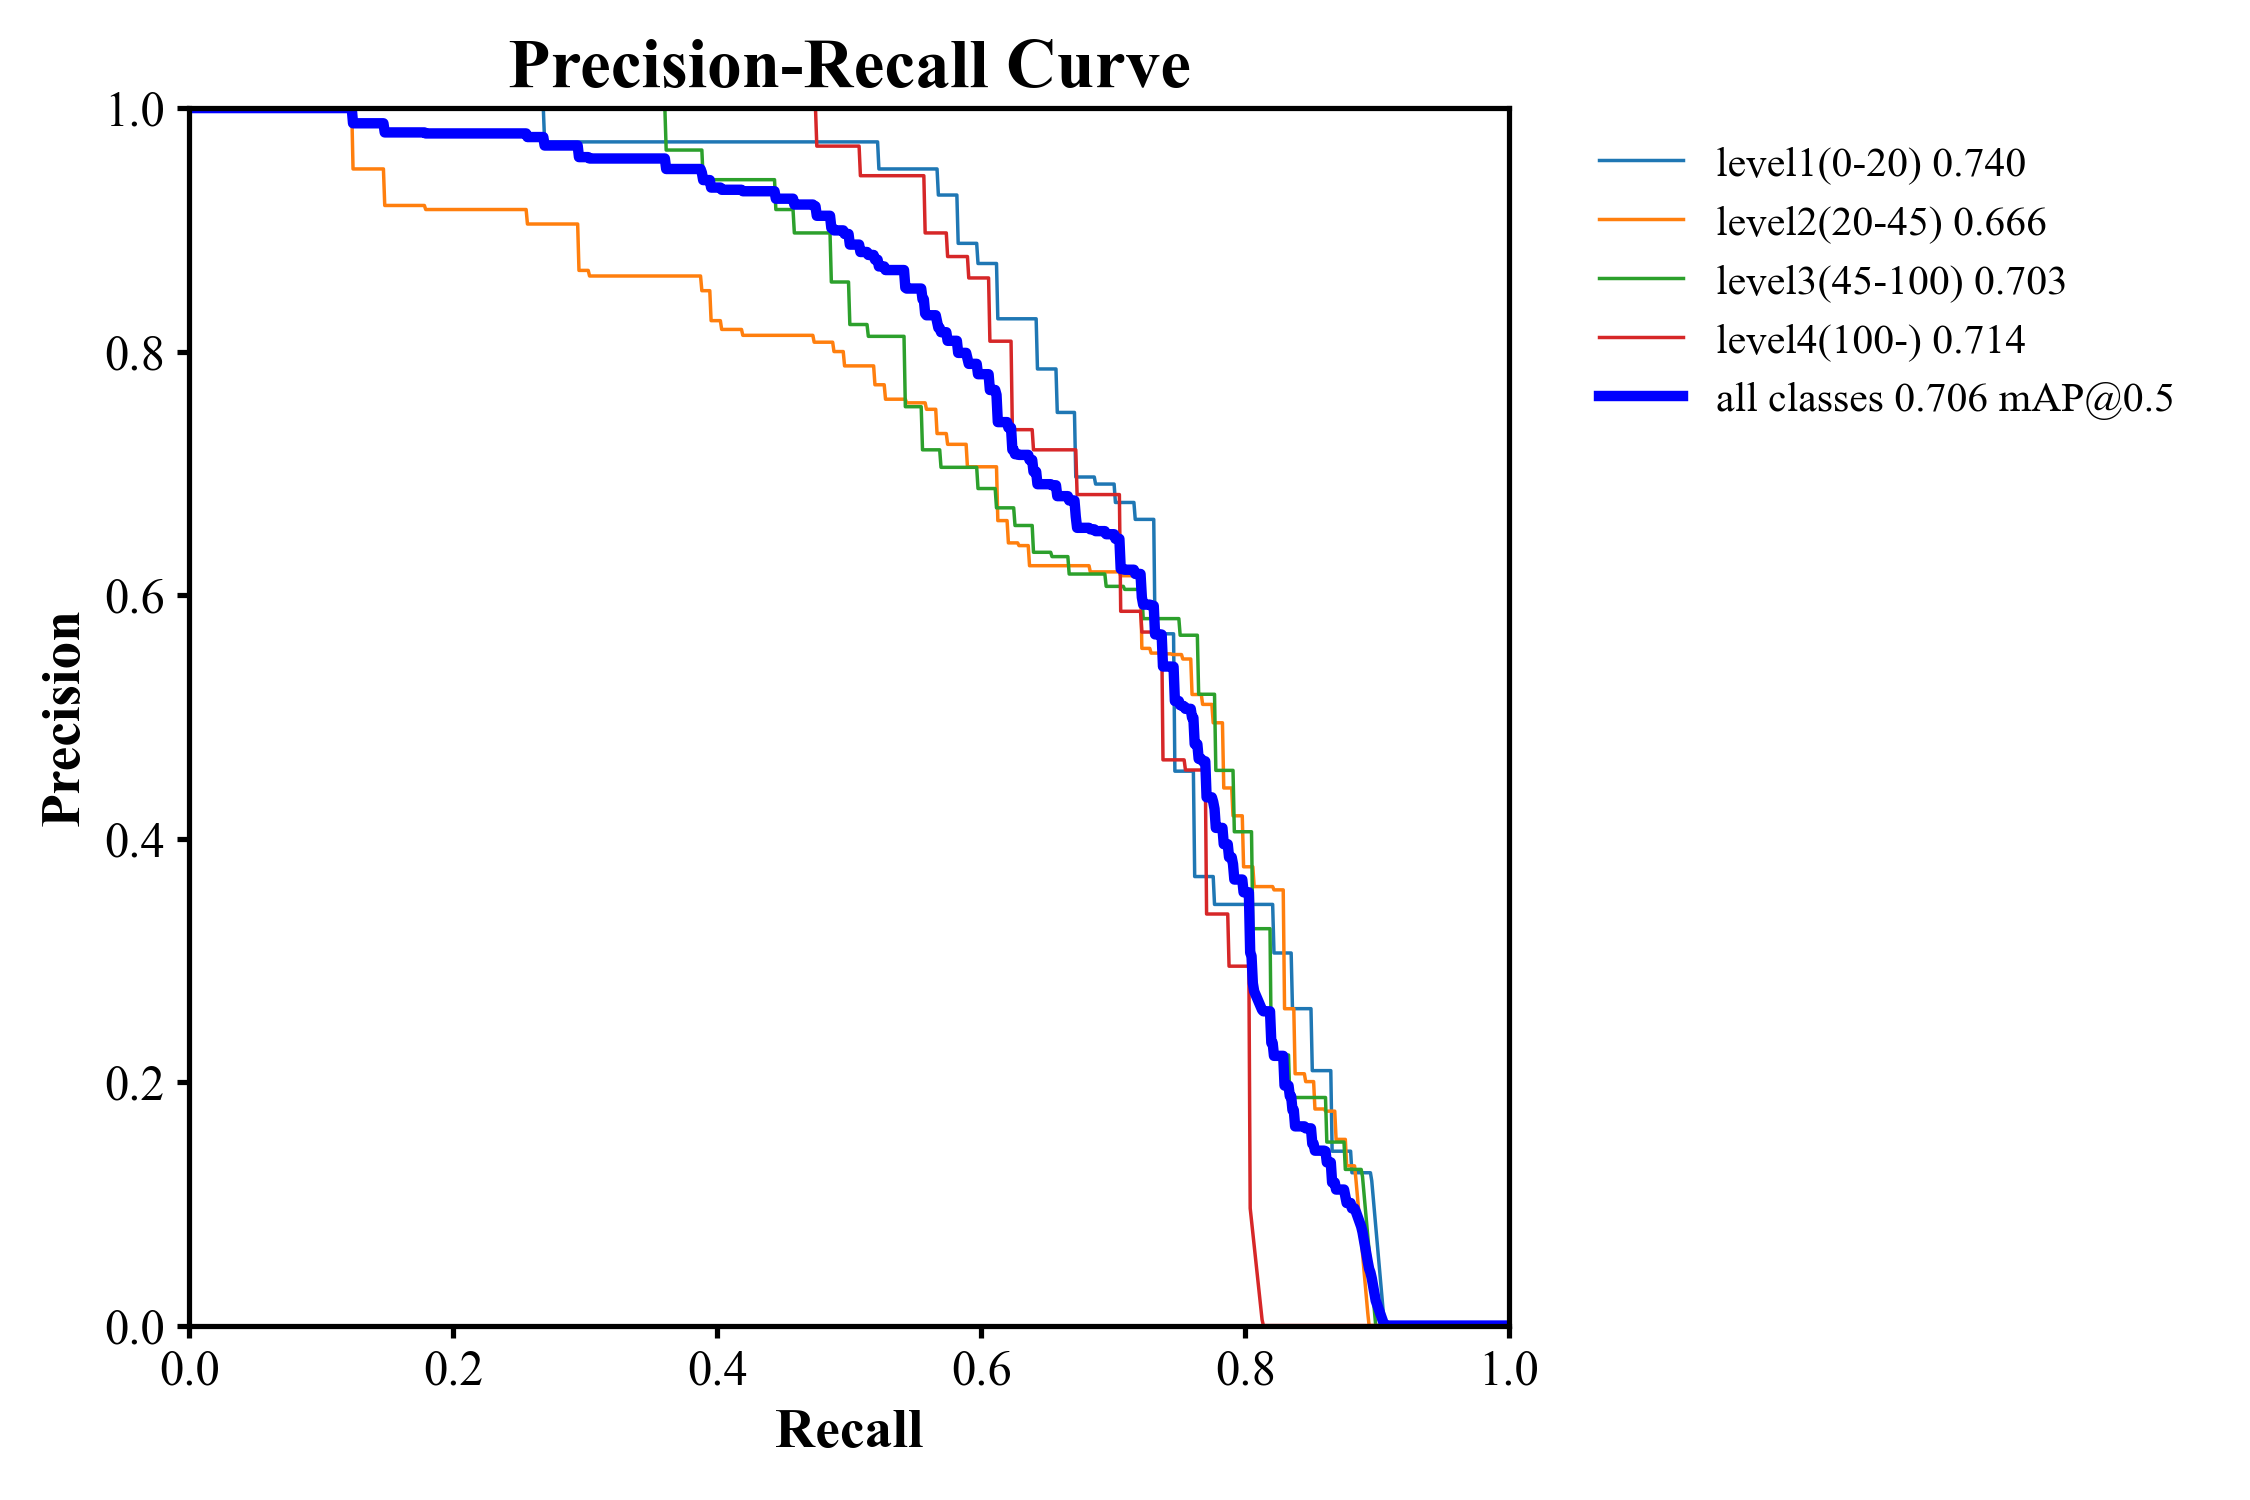 Precision-Recall Curve
1.0
0.8
0.6
0.4
0.2
0.0
Precision
0.0 0.2 0.4 0.6 0.8 1.0
Recall
level1(0-20) 0.740
level2(20-45) 0.666
level3(45-100) 0.703
level4(100-) 0.714
all classes 0.706 mAP@0.5